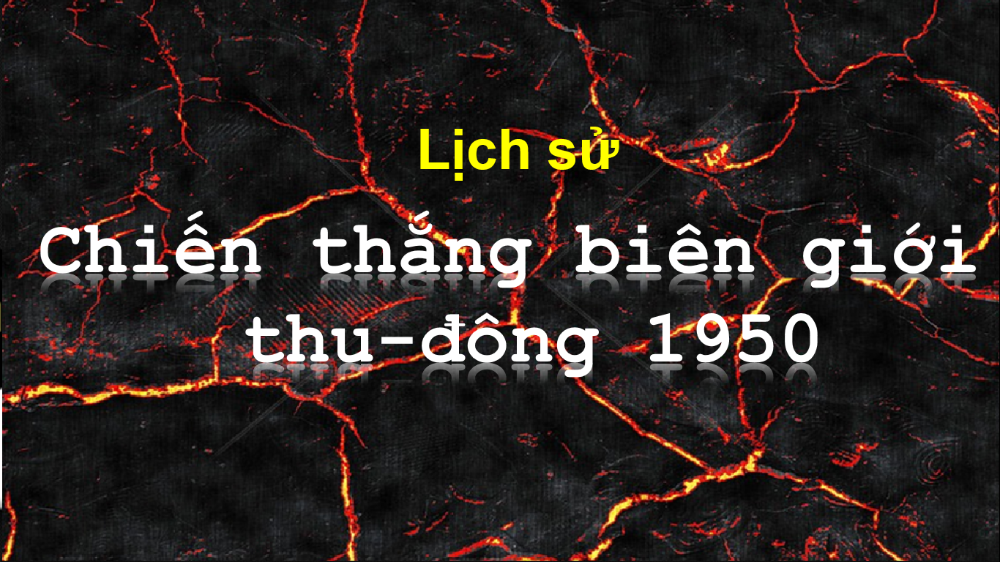 Lịch sử
Chiến thắng biên giới
thu-đông 1950